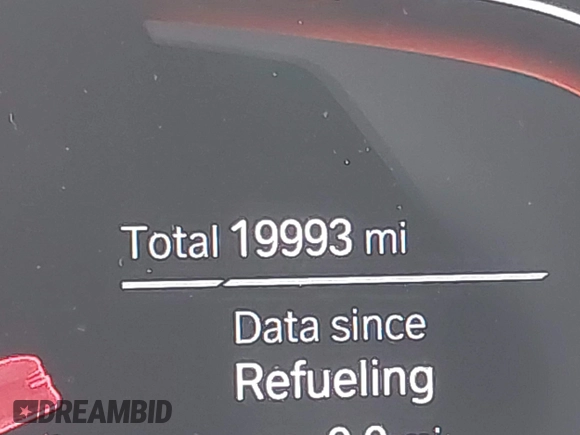 Total 19993 mi
Data since
Refueling
DREAMBID